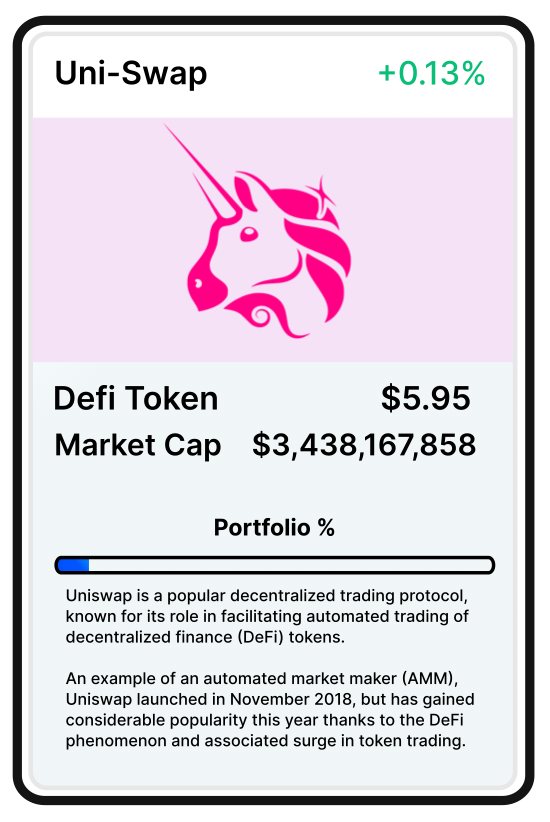 Uni-Swap +0.13%
Defi Token $5.95
Market Cap $3,438,167,858
Portfolio %
Uniswap is a popular decentralized trading protocol,
known for its role in facilitating automated trading of
decentralized finance (DeFi) tokens.
An example of an automated market maker (AMM),
Uniswap launched in November 2018, but has gained
considerable popularity this year thanks to the DeFi
phenomenon and associated surge in token trading.